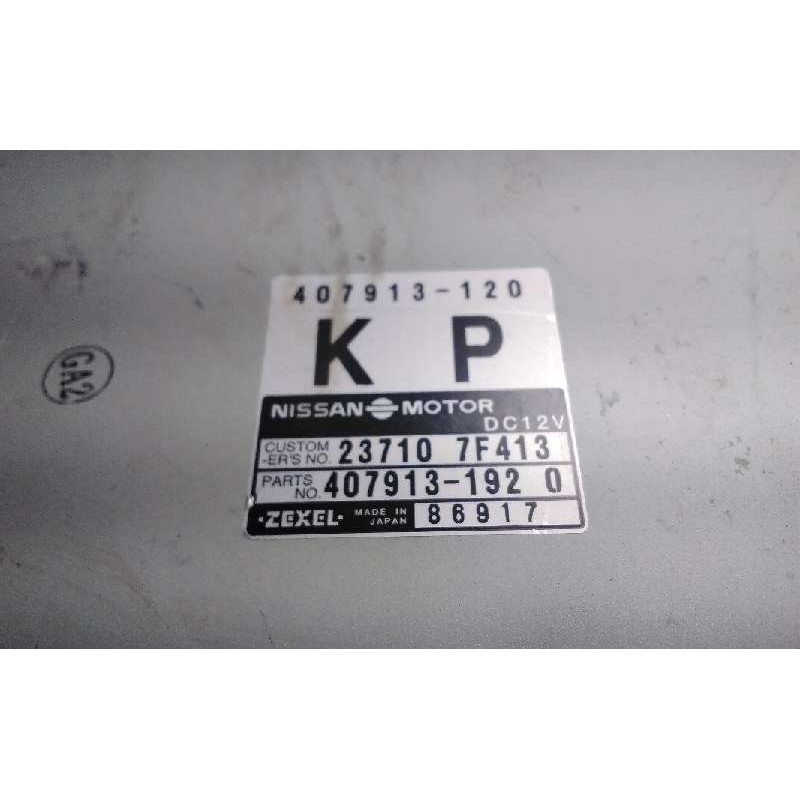 407913-120
K P
NISSAN MOTOR
DC12V
CUSTOM
-ER'S NO. 23710 7F413
PARTS
NO. 407913-192 0
·ZEXEL· MADE IN
JAPAN 86917
GA2